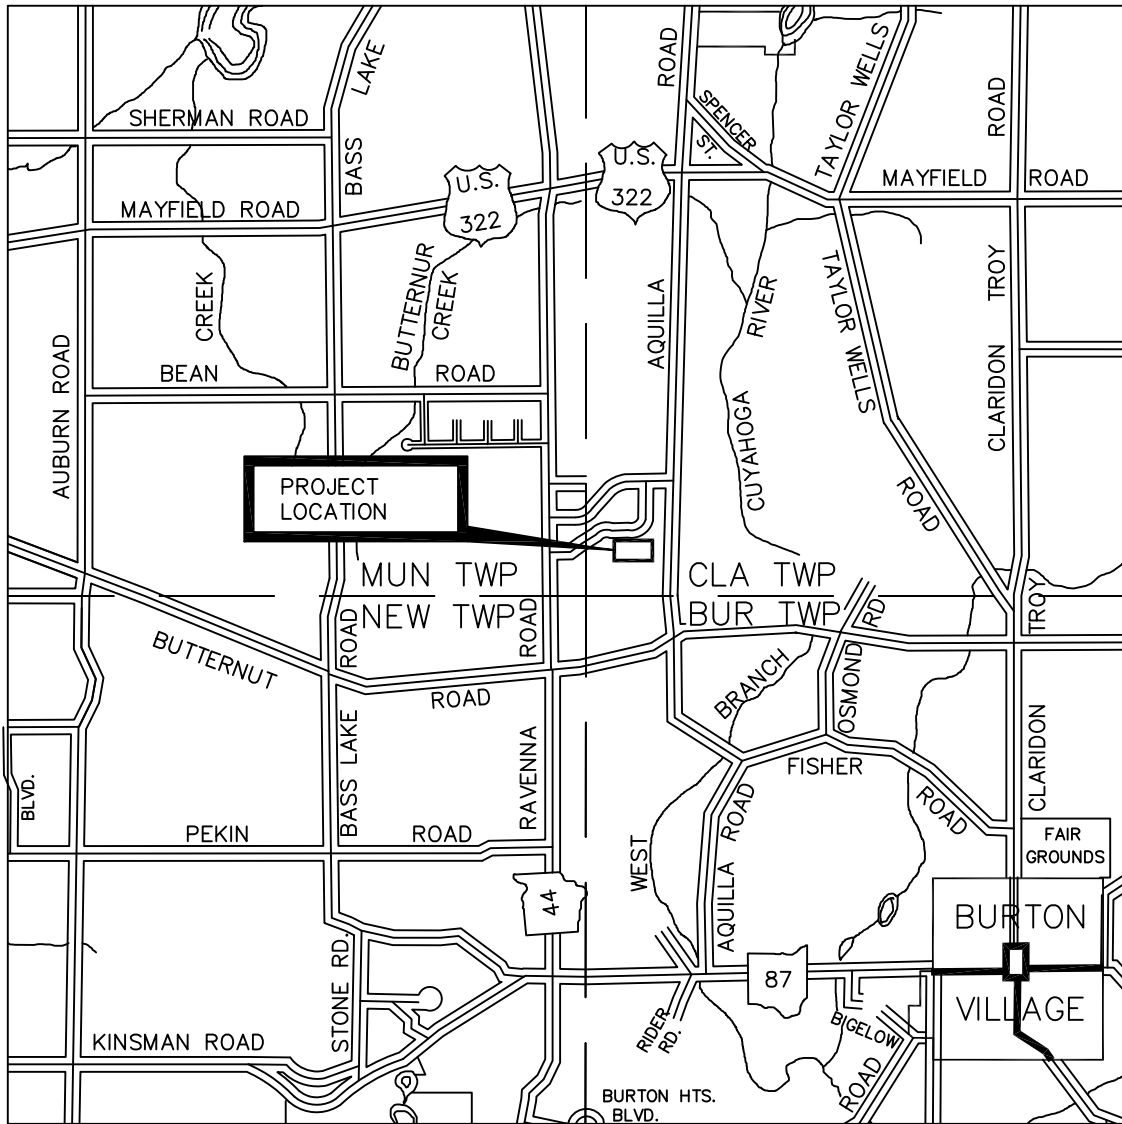 LAKE
ROAD
TAYLOR WELLS
ROAD
SHERMAN ROAD
SPENCER
ST.
BASS
U.S.
322
U.S.
322
MAYFIELD ROAD
MAYFIELD ROAD
CREEK
BUTTERNUR
CREEK
AQUILLA
RIVER
TAYLOR WELLS
TROY
AUBURN ROAD
BEAN ROAD
CUYAHOGA
CLARIDON
ROAD
PROJECT
LOCATION
MUN TWP
CLA TWP
NEW TWP
BUR TWP
ROAD
ROAD
RD
TROY
BUTTERNUT
ROAD
BRANCH
OSMOND
BASS LAKE
RAVENNA
FISHER
ROAD
CLARIDON
BLVD.
PEKIN ROAD
AQUILLA ROAD
WEST
FAIR
GROUNDS
44
BURTON
STONE RD.
87
VILLAGE
RIDER
RD.
BIGELOW
ROAD
KINSMAN ROAD
BURTON HTS.
BLVD.